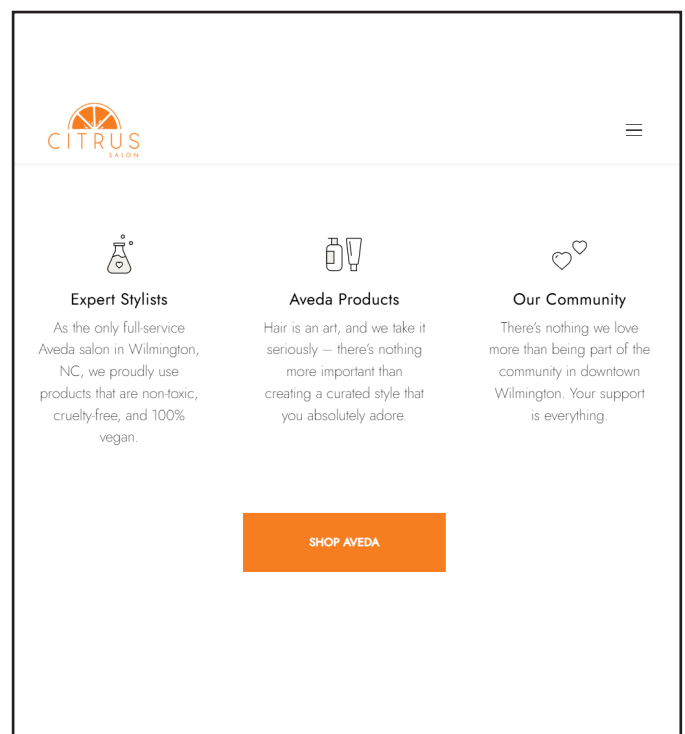 CITRUS
SALON
Expert Stylists
As the only full-service
Aveda salon in Wilmington,
NC, we proudly use
products that are non-toxic,
cruelty-free, and 100%
vegan.
Aveda Products
Hair is an art, and we take it
seriously – there's nothing
more important than
creating a curated style that
you absolutely adore.
Our Community
There's nothing we love
more than being part of the
community in downtown
Wilmington. Your support
is everything.
SHOP AVEDA